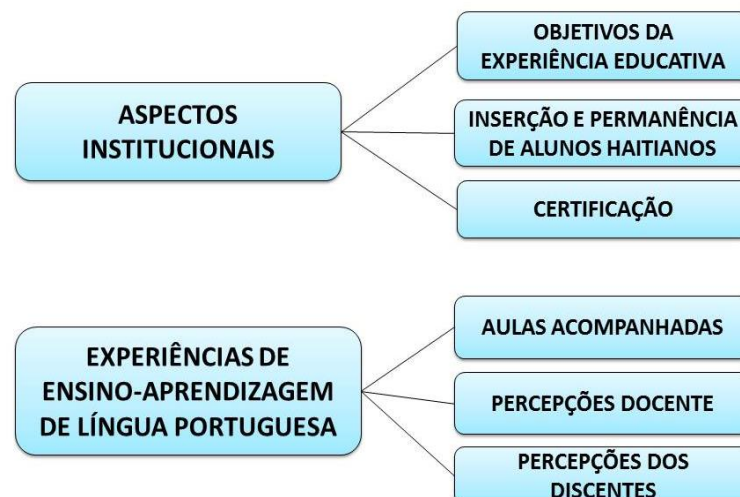 ASPECTOS
INSTITUCIONAIS
OBJETIVOS DA
EXPERIÊNCIA EDUCATIVA
INSERÇÃO E PERMANÊNCIA
DE ALUNOS HAITIANOS
CERTIFICAÇÃO
EXPERIÊNCIAS DE
ENSINO-APRENDIZAGEM
DE LÍNGUA PORTUGUESA
AULAS ACOMPANHADAS
PERCEPÇÕES DOCENTE
PERCEPÇÕES DOS
DISCENTES